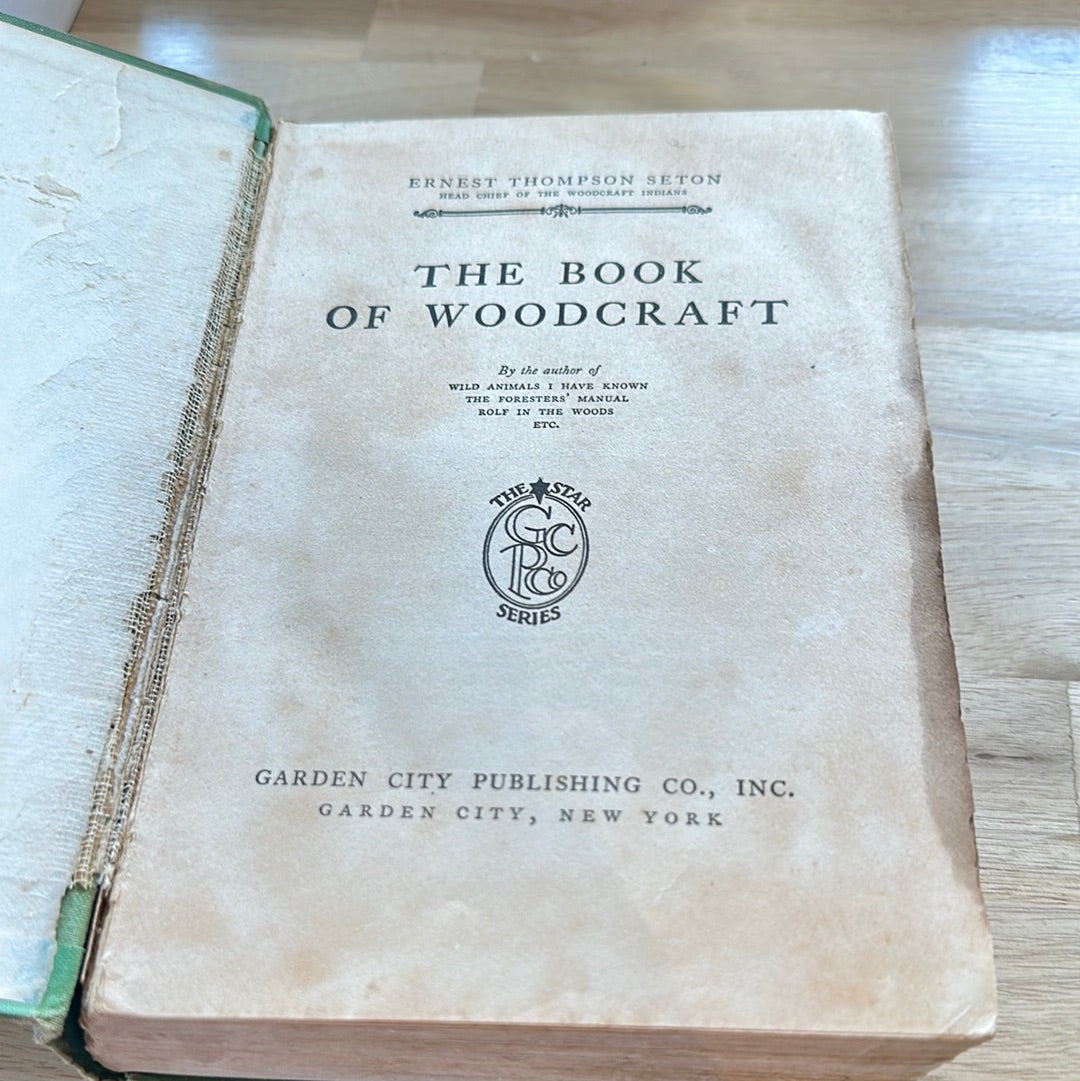 ERNEST THOMPSON SETON
HEAD CHIEF OF THE WOODCRAFT INDIANS
THE BOOK
OF WOODCRAFT
By the author of
WILD ANIMALS I HAVE KNOWN
THE FORESTERS' MANUAL
ROLF IN THE WOODS
ETC.
THE STAR
GC
PCo
SERIES
GARDEN CITY PUBLISHING CO., INC.
GARDEN CITY, NEW YORK